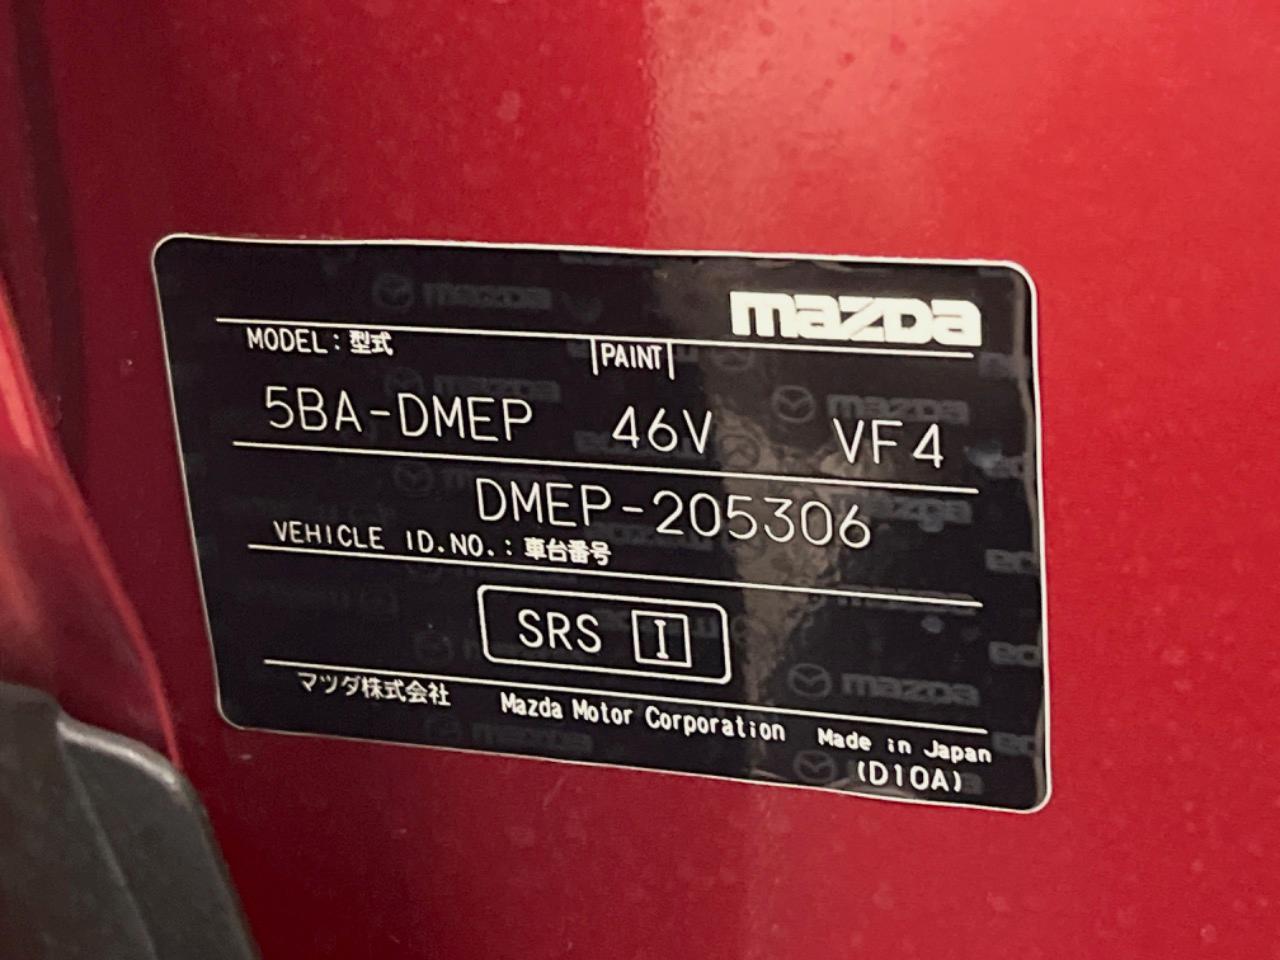 mazda
MODEL：型式 PAINT
5BA-DMEP 46V VF4
DMEP-205306
VEHICLE ID.NO.：車台番号
SRS I
マツダ株式会社 Mazda Motor Corporation Made in Japan
(D10A)